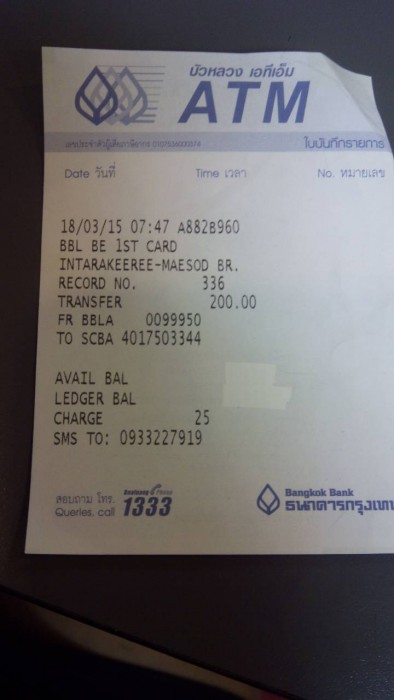 บัวหลวง เอทีเอ็ม
ATM
ใบบันทึกรายการ
Date วันที่ Time เวลา No. หมายเลข
18/03/15 07:47 A882B960
BBL BE 1ST CARD
INTARAKEEREE-MAESOD BR.
RECORD NO. 336
TRANSFER 200.00
FR BBLA 0099950
TO SCBA 4017503344
AVAIL BAL
LEDGER BAL
CHARGE 25
SMS TO: 0933227919
สอบถาม โทร.
Queries, call 1333
Bangkok Bank
ธนาคารกรุงเทพ